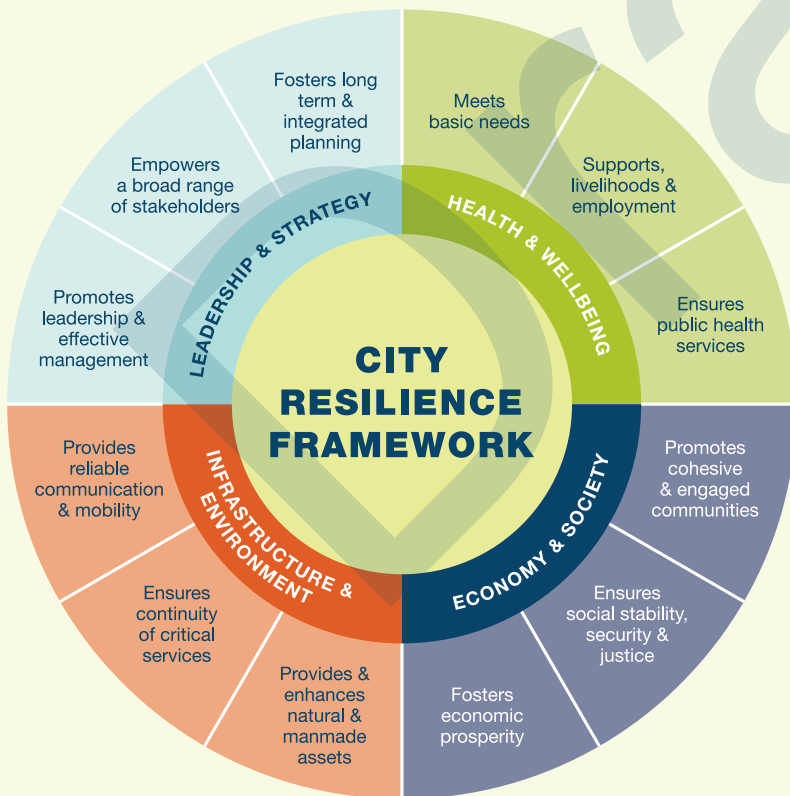 CITY
RESILIENCE
FRAMEWORK
LEADERSHIP & STRATEGY
HEALTH & WELLBEING
ECONOMY & SOCIETY
INFRASTRUCTURE &
ENVIRONMENT
Meets
basic needs
Supports,
livelihoods &
employment
Ensures
public health
services
Promotes
cohesive
& engaged
communities
Ensures
social stability,
security &
justice
Fosters
economic
prosperity
Provides &
enhances
natural &
manmade
assets
Ensures
continuity
of critical
services
Provides
reliable
communication
& mobility
Promotes
leadership &
effective
management
Empowers
a broad range
of stakeholders
Fosters long
term &
integrated
planning